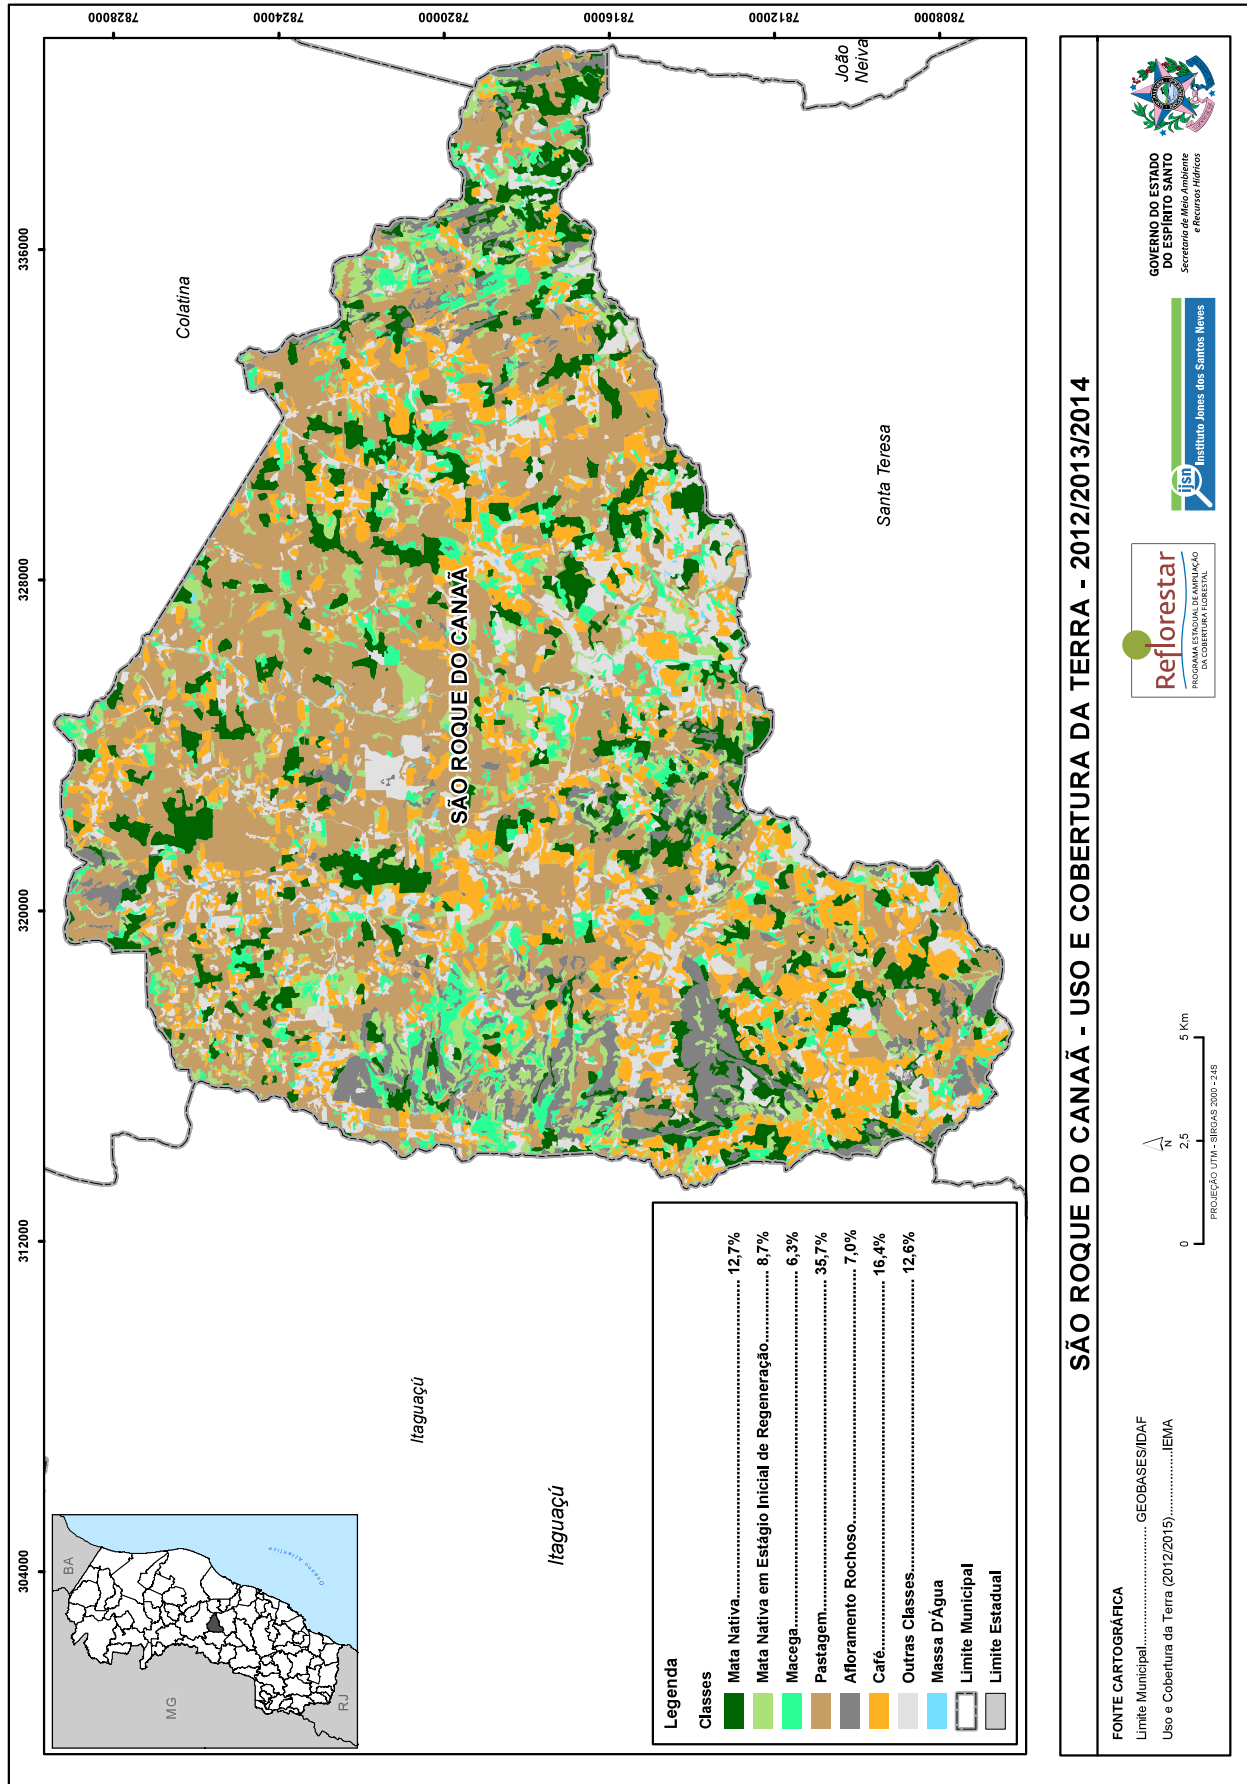 304000
312000
320000
328000
336000
7828000
7824000
7820000
7816000
7812000
7808000
BA
MG
RJ
Oceano Atlântico
Colatina
João
Neiva
Santa Teresa
Itaguaçú
Itaguaçú
SÃO ROQUE DO CANAÃ
Legenda
Classes
Mata Nativa.......................... 12,7%
Mata Nativa em Estágio Inicial de Regeneração.......... 8,7%
Macega.......................... 6,3%
Pastagem.......................... 35,7%
Afloramento Rochoso.......................... 7,0%
Café.......................... 16,4%
Outras Classes.......................... 12,6%
Massa D'Água
Limite Municipal
Limite Estadual
SÃO ROQUE DO CANAÃ - USO E COBERTURA DA TERRA - 2012/2013/2014
FONTE CARTOGRÁFICA
Limite Municipal.......................... GEOBASES/IDAF
Uso e Cobertura da Terra (2012/2015)....................IEMA
N
0 2,5 5 Km
PROJEÇÃO UTM - SIRGAS 2000 - 24S
Reflorestar
PROGRAMA ESTADUAL DE AMPLIAÇÃO
DA COBERTURA FLORESTAL
ijsn
Instituto Jones dos Santos Neves
GOVERNO DO ESTADO
DO ESPÍRITO SANTO
Secretaria de Meio Ambiente
e Recursos Hídricos